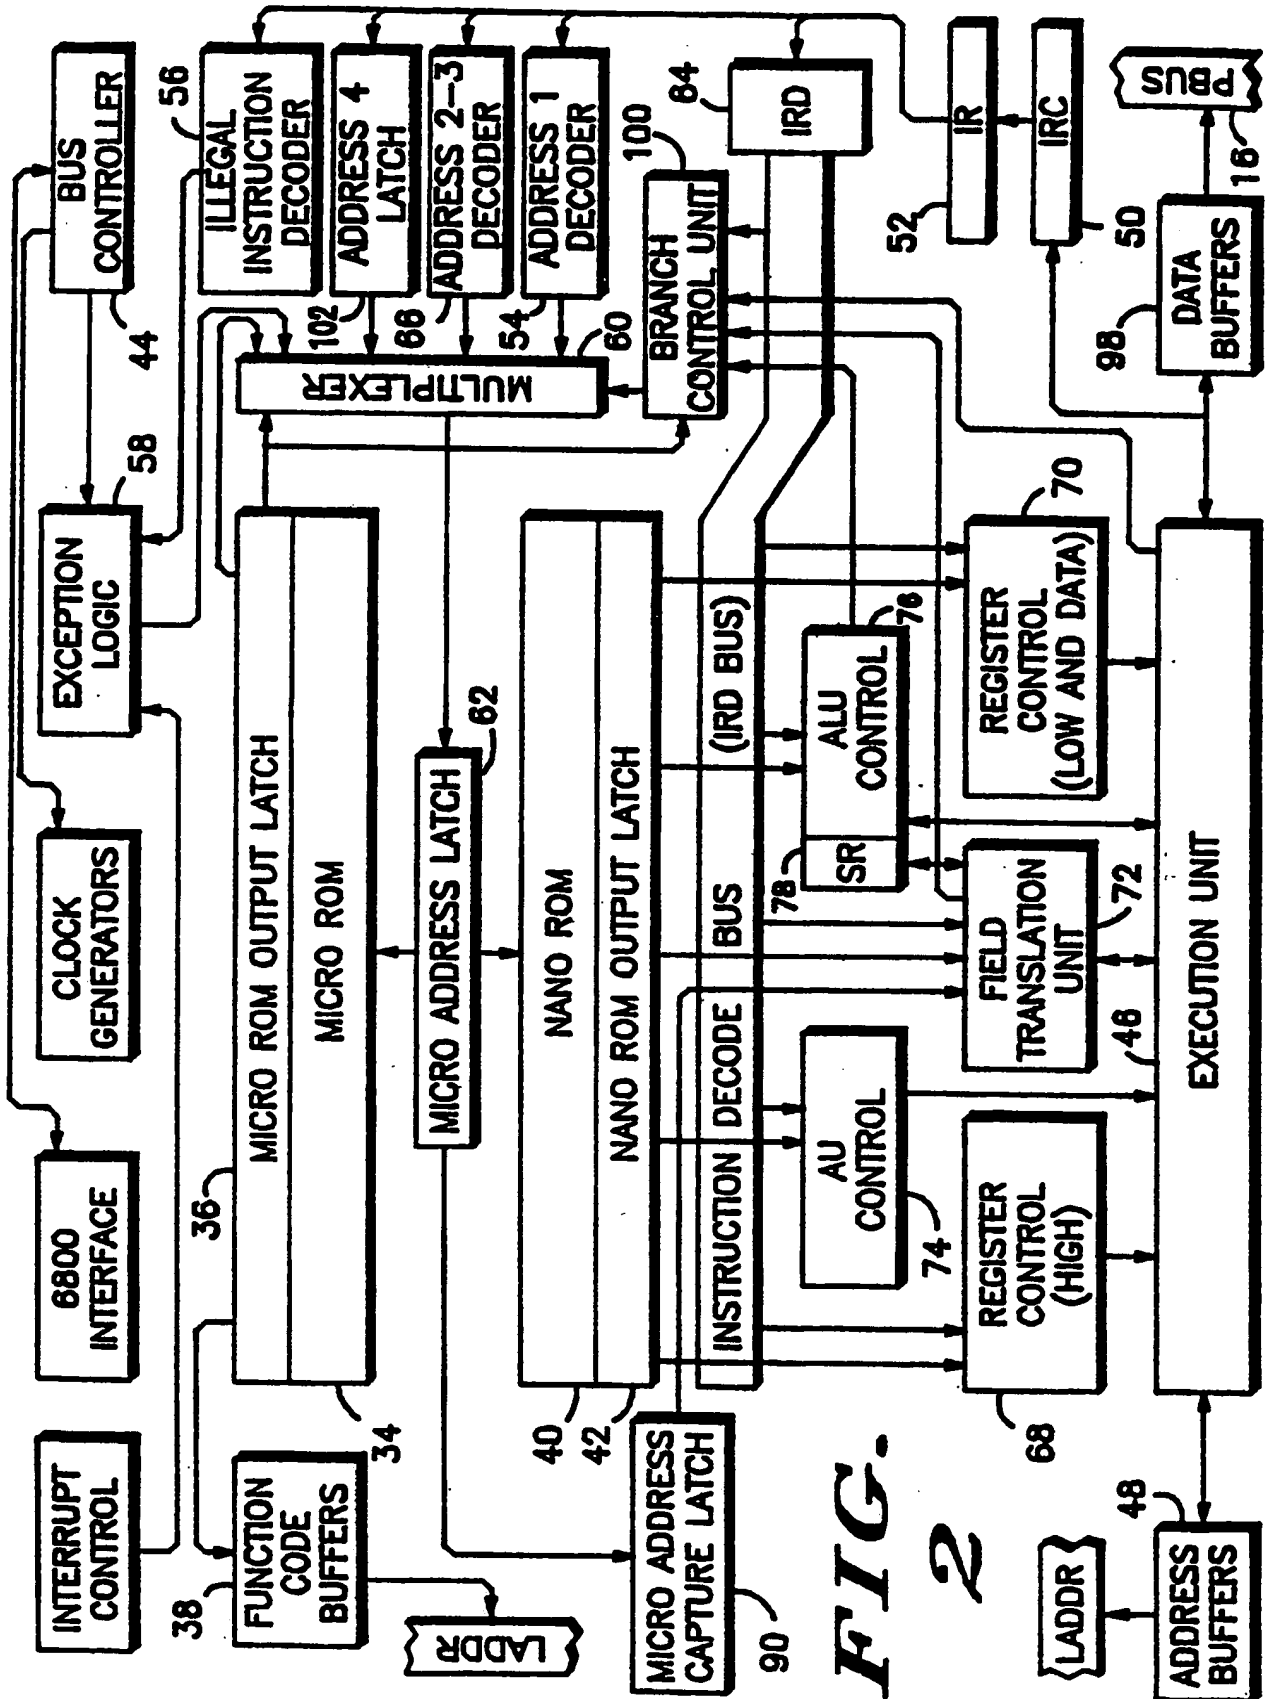 INTERRUPT
CONTROL
6800
INTERFACE
CLOCK
GENERATORS
EXCEPTION
LOGIC
58
BUS
CONTROLLER
44
38
FUNCTION
CODE
BUFFERS
LADDR
36
MICRO ROM OUTPUT LATCH
MICRO ROM
34
ILLEGAL
INSTRUCTION
DECODER
56
ADDRESS 4
LATCH
102
ADDRESS 2-3
DECODER
66
ADDRESS 1
DECODER
54
MULTIPLEXER
60
MICRO ADDRESS LATCH
62
NANO ROM
NANO ROM OUTPUT LATCH
40
42
MICRO ADDRESS
CAPTURE LATCH
90
INSTRUCTION DECODE BUS (IRD BUS)
BRANCH
CONTROL UNIT
100
IRD
64
AU
CONTROL
74
78
SR
ALU
CONTROL
76
REGISTER
CONTROL
(HIGH)
68
FIELD
TRANSLATION
UNIT
72
REGISTER
CONTROL
(LOW AND DATA)
70
IR
52
IRC
50
EXECUTION UNIT
46
ADDRESS
BUFFERS
48
LADDR
DATA
BUFFERS
98
PBUS
16
FIG.
2